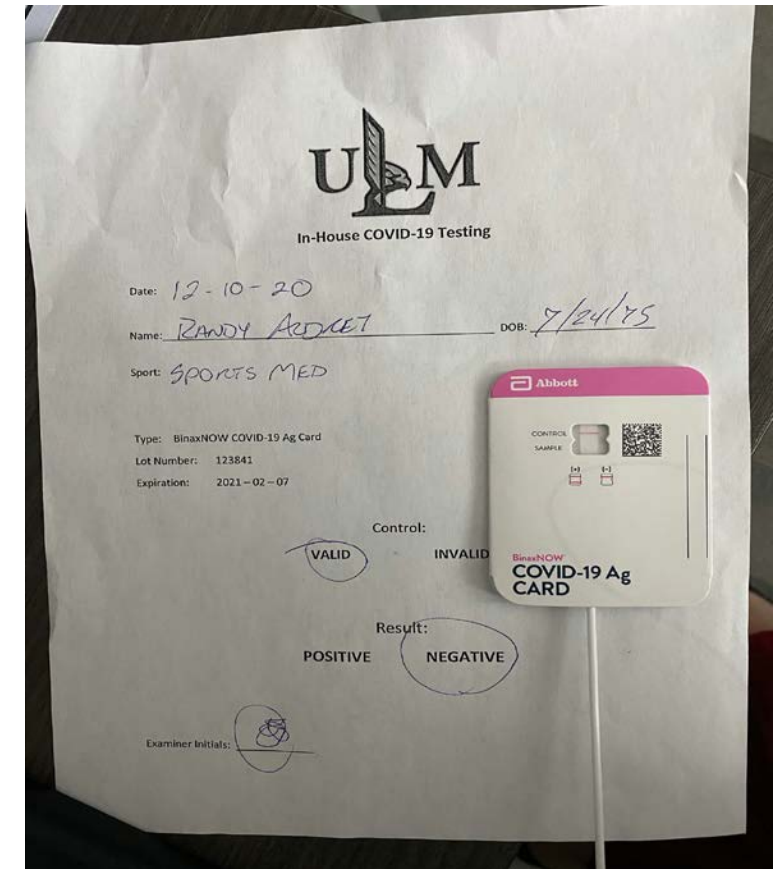 ULM
In-House COVID-19 Testing
Date: 12-10-20
Name: RANDY DOB: 7/24/75
Sport: SPORTS MED
Abbott
CONTROL
SAMPLE
(+) (-)
Type: BinaxNOW COVID-19 Ag Card
Lot Number: 123841
Expiration: 2021-02-07
Control:
VALID INVALID
BinaxNOW
COVID-19 Ag
CARD
Result:
POSITIVE NEGATIVE
Examiner Initials: